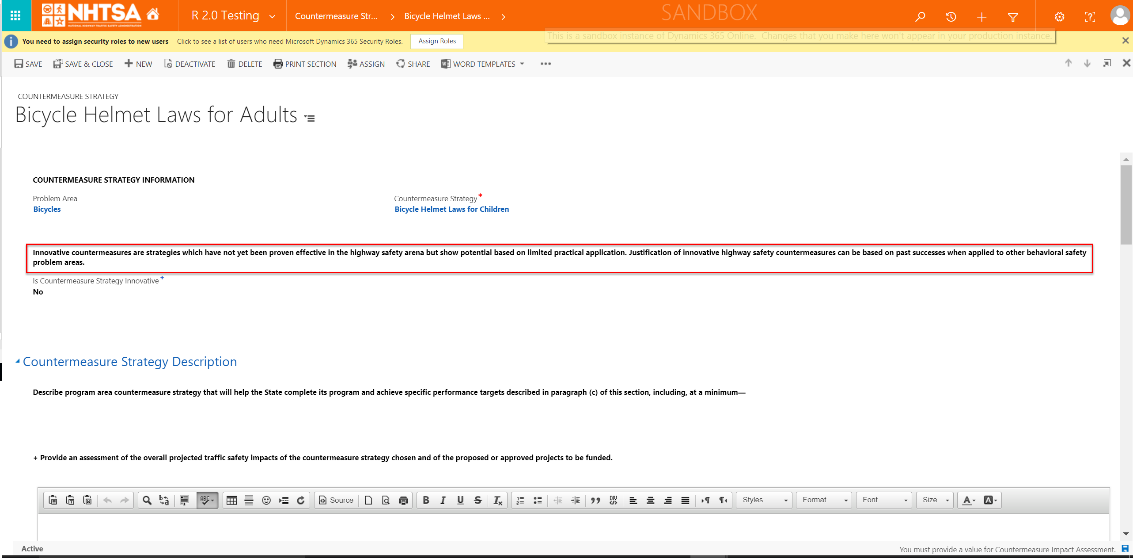 NHTSA
R 2.0 Testing
Countermeasure Str...
Bicycle Helmet Laws ...
SANDBOX
This is a sandbox instance of Dynamics 365 Online. Changes that you make here won't appear in your production instance.
You need to assign security roles to new users Click to see a list of users who need Microsoft Dynamics 365 Security Roles. Assign Roles
SAVE SAVE & CLOSE + NEW DEACTIVATE DELETE PRINT SECTION ASSIGN SHARE WORD TEMPLATES ...
COUNTERMEASURE STRATEGY
Bicycle Helmet Laws for Adults
COUNTERMEASURE STRATEGY INFORMATION
Problem Area Countermeasure Strategy *
Bicycles Bicycle Helmet Laws for Children
Innovative countermeasures are strategies which have not yet been proven effective in the highway safety arena but show potential based on limited practical application. Justification of innovative highway safety countermeasures can be based on past successes when applied to other behavioral safety
problem areas.
Is Countermeasure Strategy Innovative +
No
Countermeasure Strategy Description
Describe program area countermeasure strategy that will help the State complete its program and achieve specific performance targets described in paragraph (c) of this section, including, at a minimum—
+ Provide an assessment of the overall projected traffic safety impacts of the countermeasure strategy chosen and of the proposed or approved projects to be funded.
Source B I U S Ix Styles Format Font Size A A
Active You must provide a value for Countermeasure Impact Assessment.